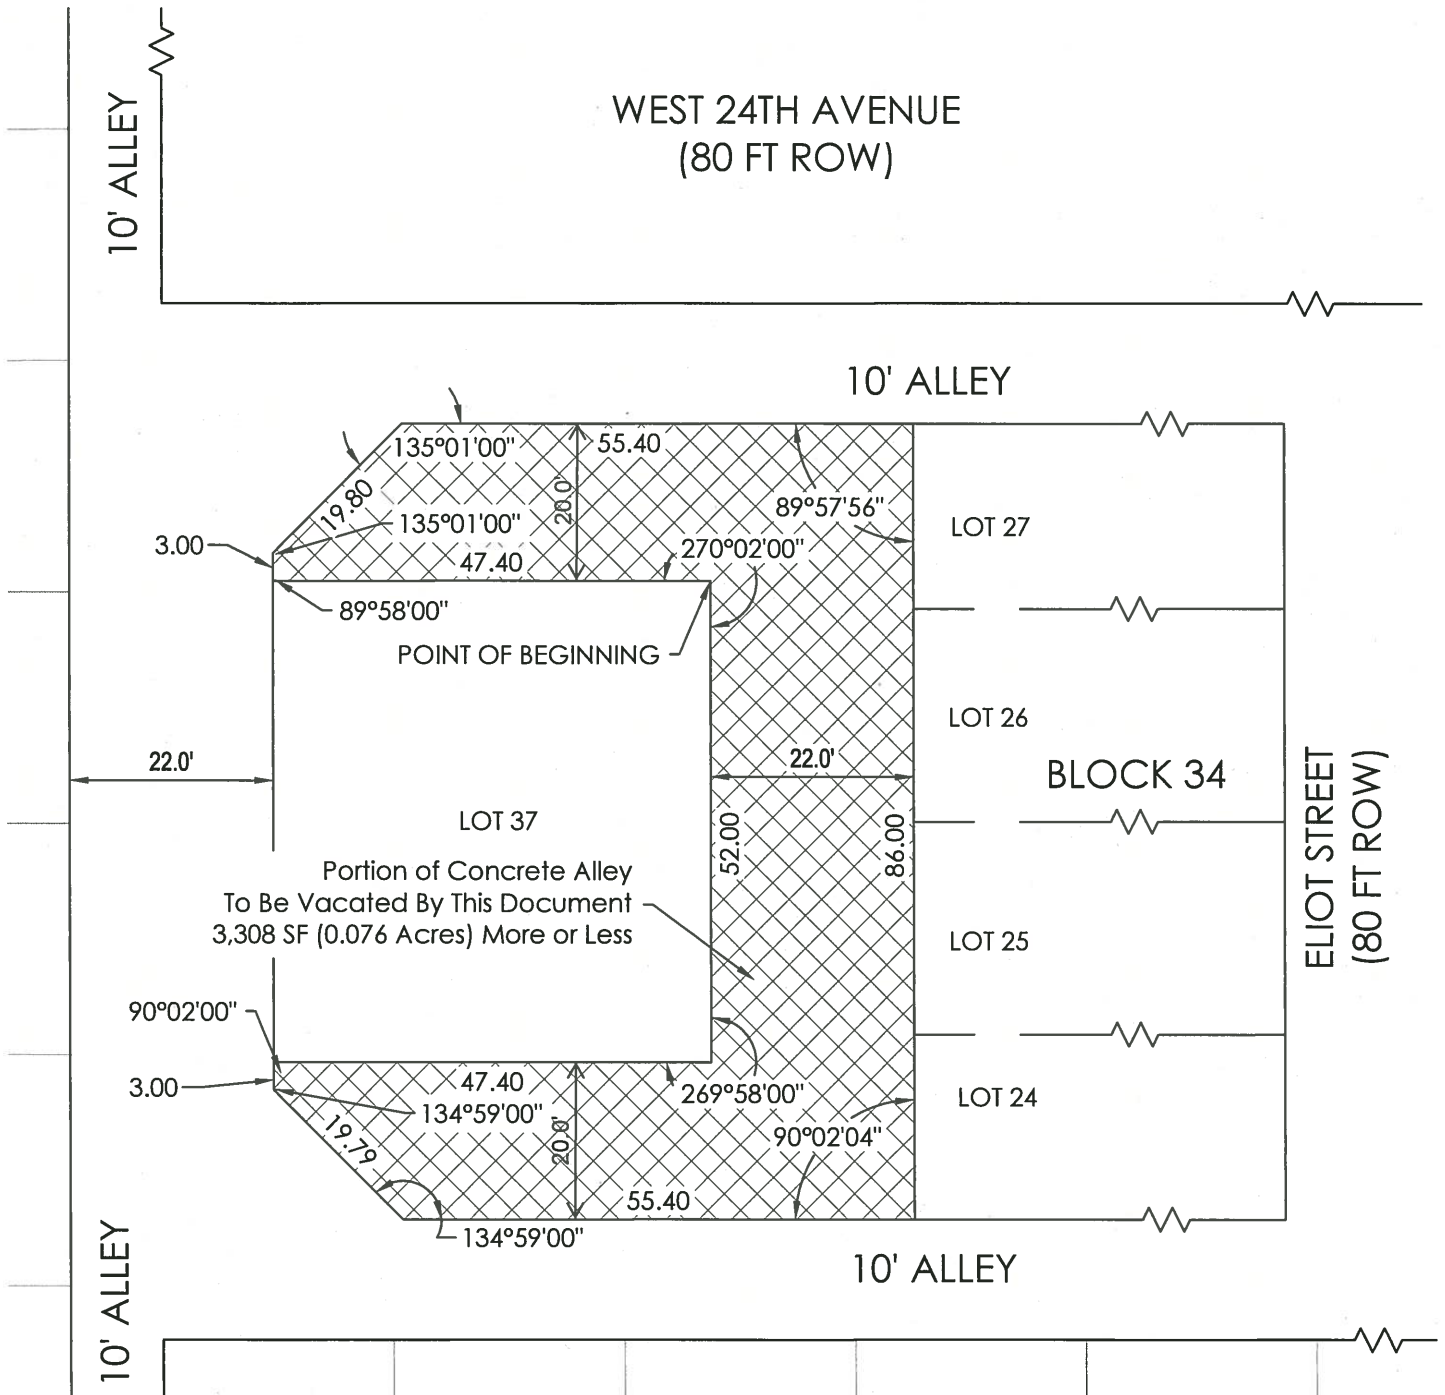 WEST 24TH AVENUE
(80 FT ROW)
10' ALLEY
10' ALLEY
135°01'00"
55.40
19.80
20.0'
89°57'56"
135°01'00"
LOT 27
3.00
47.40
270°02'00"
89°58'00"
POINT OF BEGINNING
LOT 26
22.0'
22.0'
BLOCK 34
ELIOT STREET
(80 FT ROW)
LOT 37
52.00
86.00
Portion of Concrete Alley
To Be Vacated By This Document
3,308 SF (0.076 Acres) More or Less
LOT 25
90°02'00"
3.00
47.40
269°58'00"
LOT 24
134°59'00"
19.79
20.0'
90°02'04"
55.40
134°59'00"
10' ALLEY
10' ALLEY